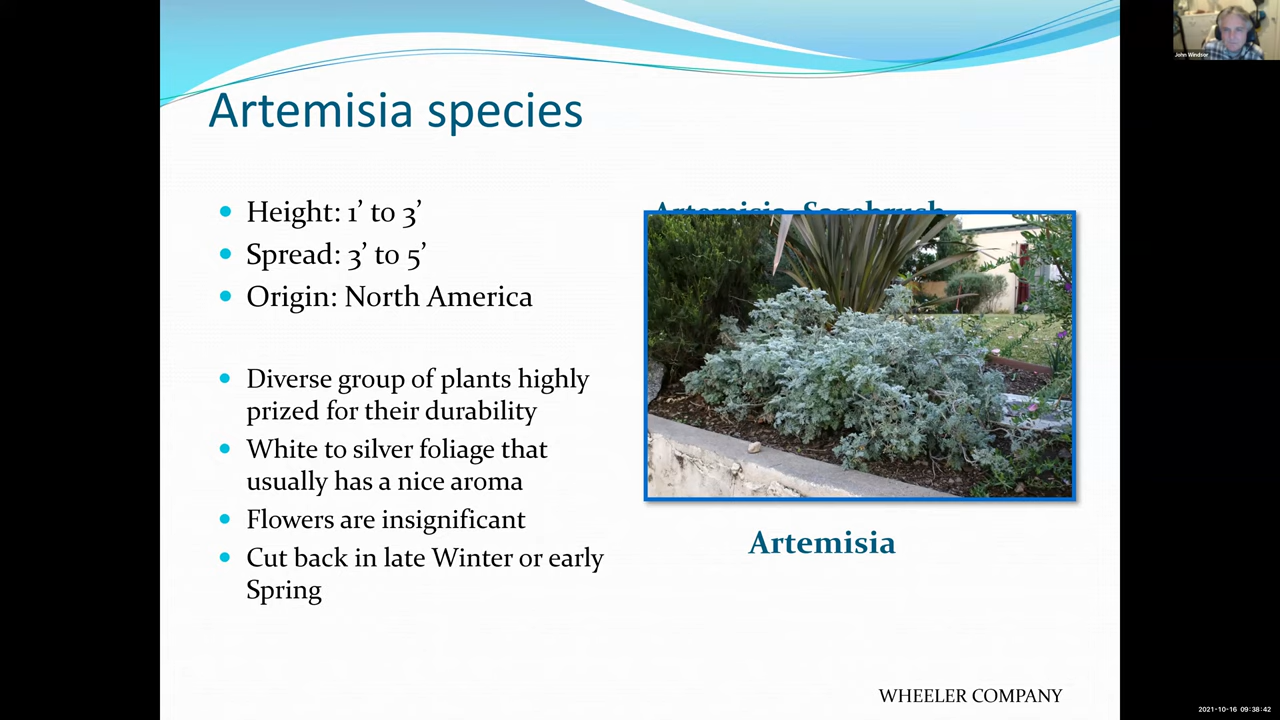 John Windsor
Artemisia species
Height: 1’ to 3’
Spread: 3’ to 5’
Origin: North America
Diverse group of plants highly
prized for their durability
White to silver foliage that
usually has a nice aroma
Flowers are insignificant
Cut back in late Winter or early
Spring
Artemisia, Sagebrush
Artemisia
WHEELER COMPANY
2021-10-16 09:38:42